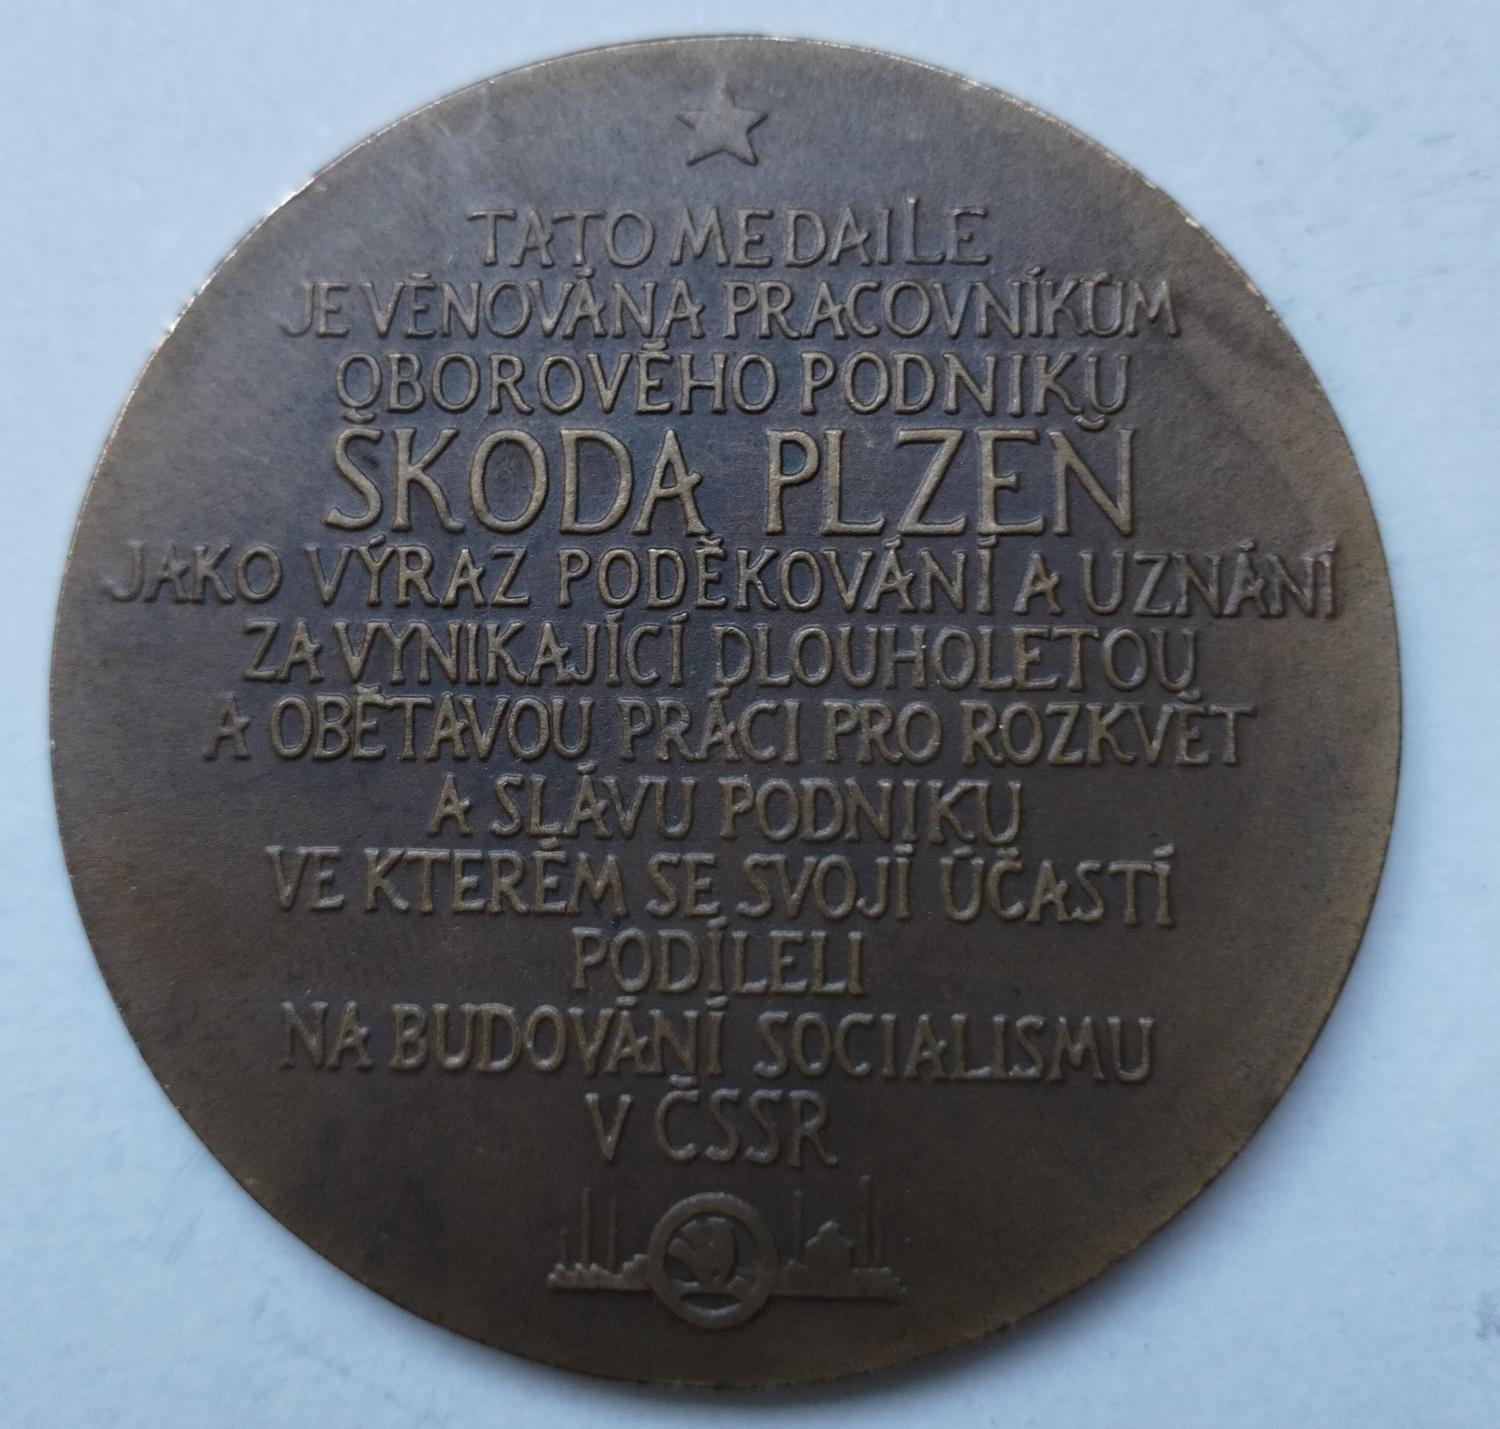 TATO MEDAILE
JE VĚNOVÁNA PRACOVNÍKŮM
OBOROVÉHO PODNIKU
ŠKODA PLZEŇ
JAKO VÝRAZ PODĚKOVÁNÍ A UZNÁNÍ
ZA VYNIKAJÍCÍ DLOUHOLETOU
A OBĚTAVOU PRÁCI PRO ROZKVĚT
A SLÁVU PODNIKU
VE KTERÉM SE SVOJÍ ÚČASTÍ
PODÍLELI
NA BUDOVÁNÍ SOCIALISMU
V ČSSR